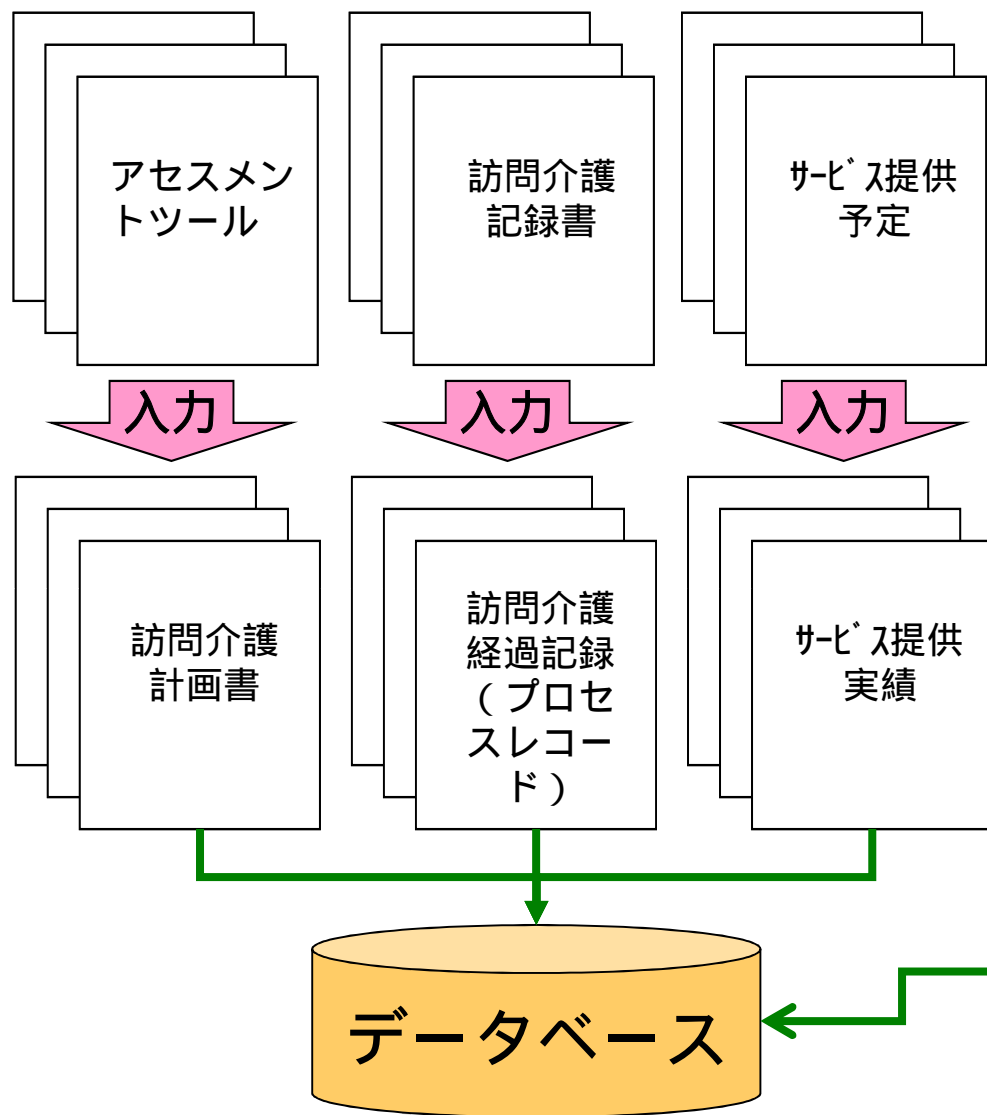 アセスメン
トツール
訪問介護
記録書
ｻｰﾋﾞｽ提供
予定
入力
入力
入力
訪問介護
計画書
訪問介護
経過記録
（プロセ
スレコー
ド）
ｻｰﾋﾞｽ提供
実績
データベース